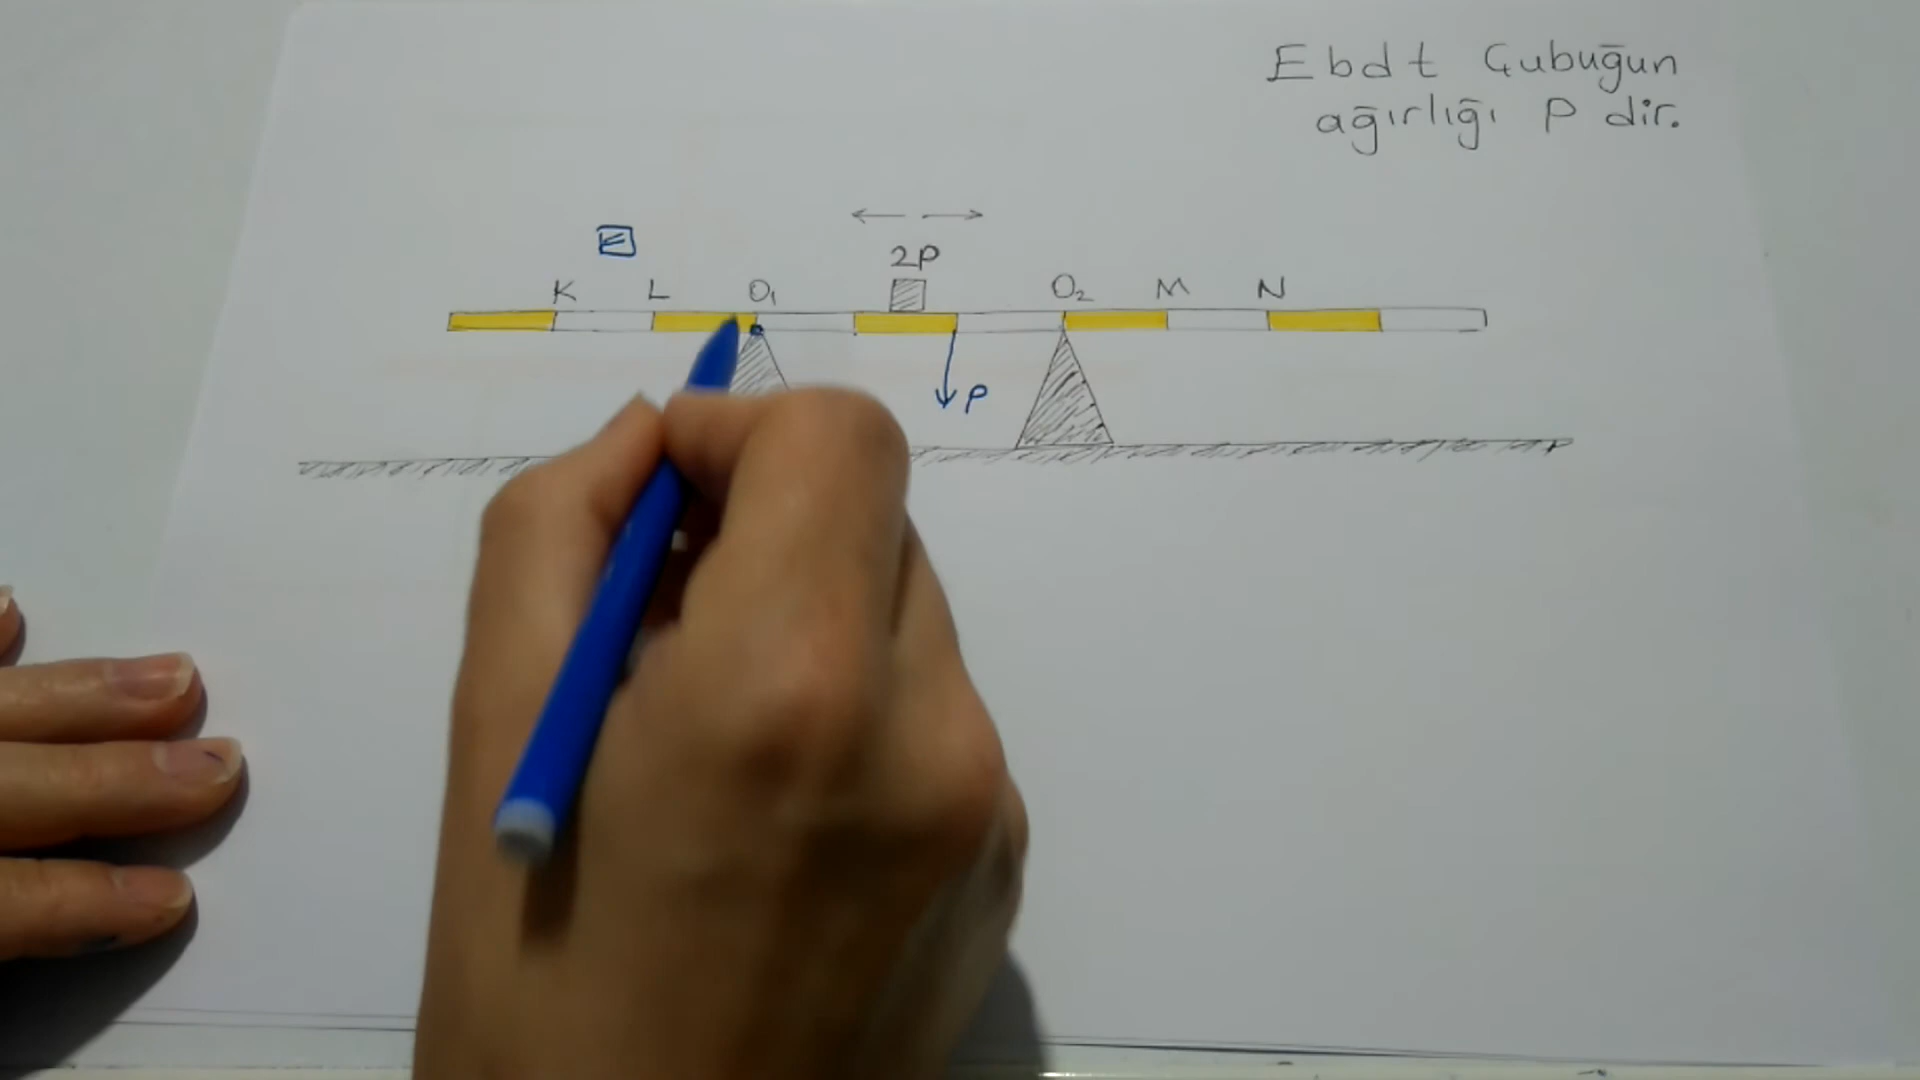 Ebdt Çubuğun
ağırlığı P dir.
2P
K L O₁ O₂ M N
P